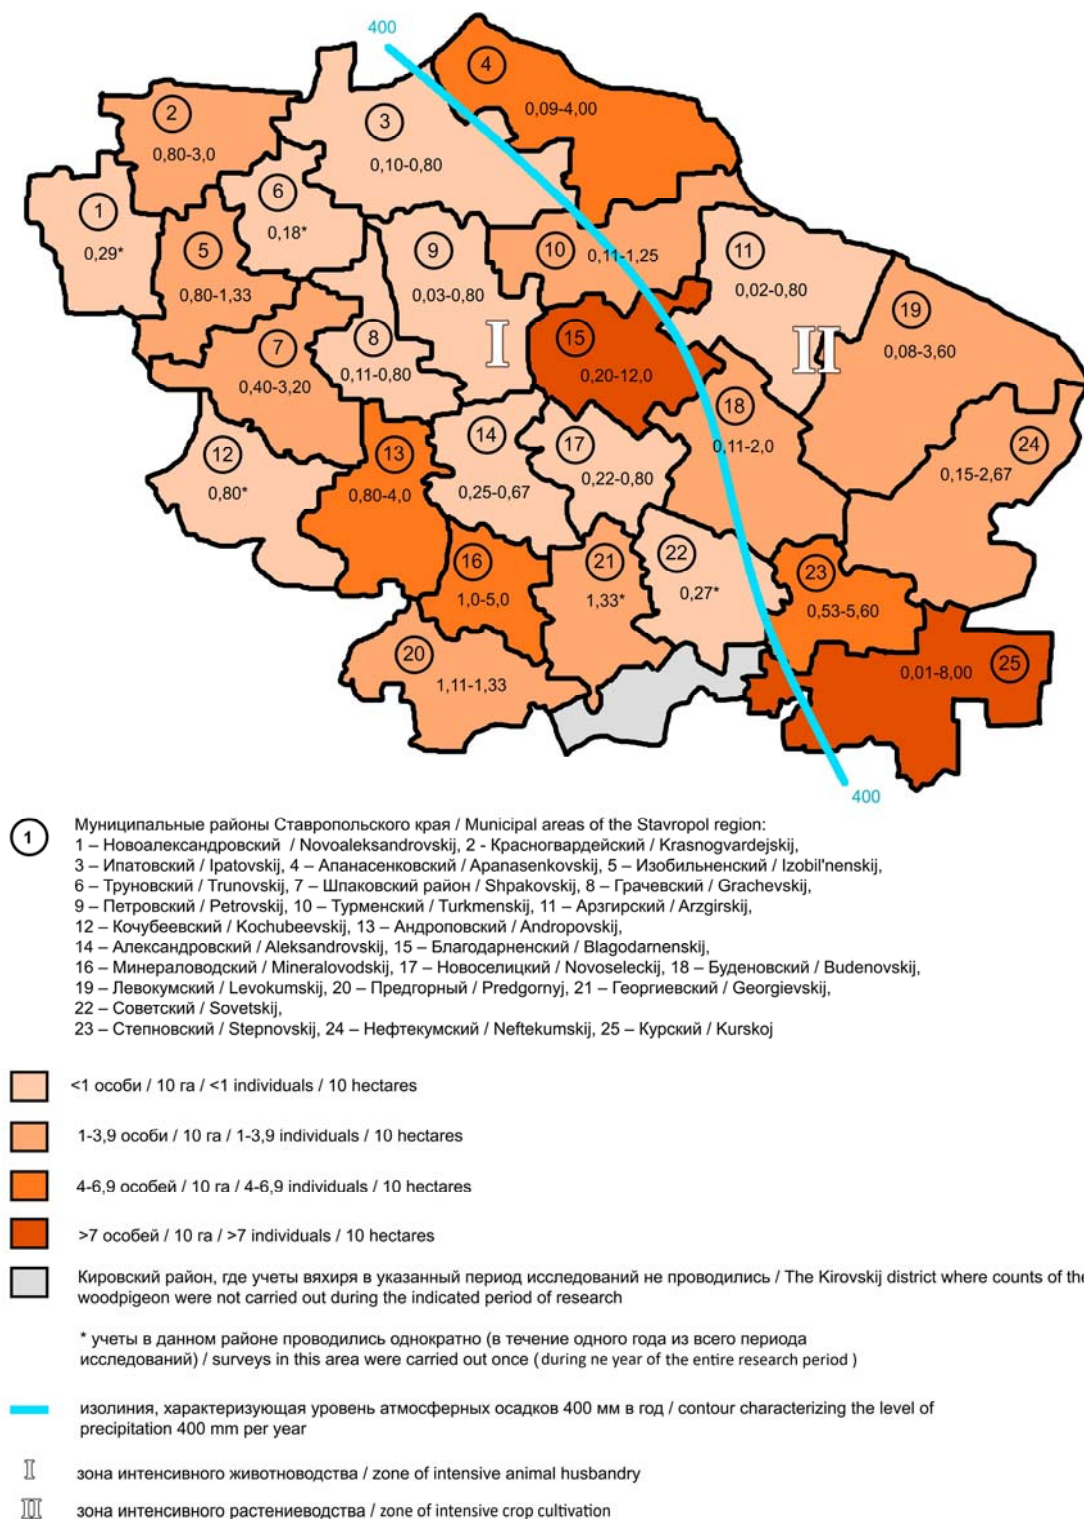 400
4
0,09-4,00
2
0,80-3,0
3
0,10-0,80
6
0,18*
1
0,29*
5
0,80-1,33
9
0,03-0,80
10
0,11-1,25
11
0,02-0,80
19
0,08-3,60
I
II
7
0,40-3,20
8
0,11-0,80
15
0,20-12,0
18
0,11-2,0
24
0,15-2,67
12
0,80*
13
0,80-4,0
14
0,25-0,67
17
0,22-0,80
16
1,0-5,0
21
1,33*
22
0,27*
23
0,53-5,60
20
1,11-1,33
25
0,01-8,00
400
1
Муниципальные районы Ставропольского края / Municipal areas of the Stavropol region:
1 – Новоалександровский / Novoaleksandrovskij, 2 - Красногвардейский / Krasnogvardejskij,
3 – Ипатовский / Ipatovskij, 4 – Апанасенковский / Apanasenkovskij, 5 – Изобильненский / Izobil'nenskij,
6 – Труновский / Trunovskij, 7 – Шпаковский район / Shpakovskij, 8 – Грачевский / Grachevskij,
9 – Петровский / Petrovskij, 10 – Турменский / Turkmenskij, 11 – Арзгирский / Arzgirskij,
12 – Кочубеевский / Kochubeevskij, 13 – Андроповский / Andropovskij,
14 – Александровский / Aleksandrovskij, 15 – Благодарненский / Blagodarnenskij,
16 – Минераловодский / Mineralovodskij, 17 – Новоселицкий / Novoseleckij, 18 – Буденовский / Budenovskij,
19 – Левокумский / Levokumskij, 20 – Предгорный / Predgornyj, 21 – Георгиевский / Georgievskij,
22 – Советский / Sovetskij,
23 – Степновский / Stepnovskij, 24 – Нефтекумский / Neftekumskij, 25 – Курский / Kurskoj
<1 особи / 10 га / <1 individuals / 10 hectares
1-3,9 особи / 10 га / 1-3,9 individuals / 10 hectares
4-6,9 особей / 10 га / 4-6,9 individuals / 10 hectares
>7 особей / 10 га / >7 individuals / 10 hectares
Кировский район, где учеты вяхиря в указанный период исследований не проводились / The Kirovskij district where counts of the
woodpigeon were not carried out during the indicated period of research
* учеты в данном районе проводились однократно (в течение одного года из всего периода
исследований) / surveys in this area were carried out once (during ne year of the entire research period )
изолиния, характеризующая уровень атмосферных осадков 400 мм в год / contour characterizing the level of
precipitation 400 mm per year
I зона интенсивного животноводства / zone of intensive animal husbandry
II зона интенсивного растениеводства / zone of intensive crop cultivation